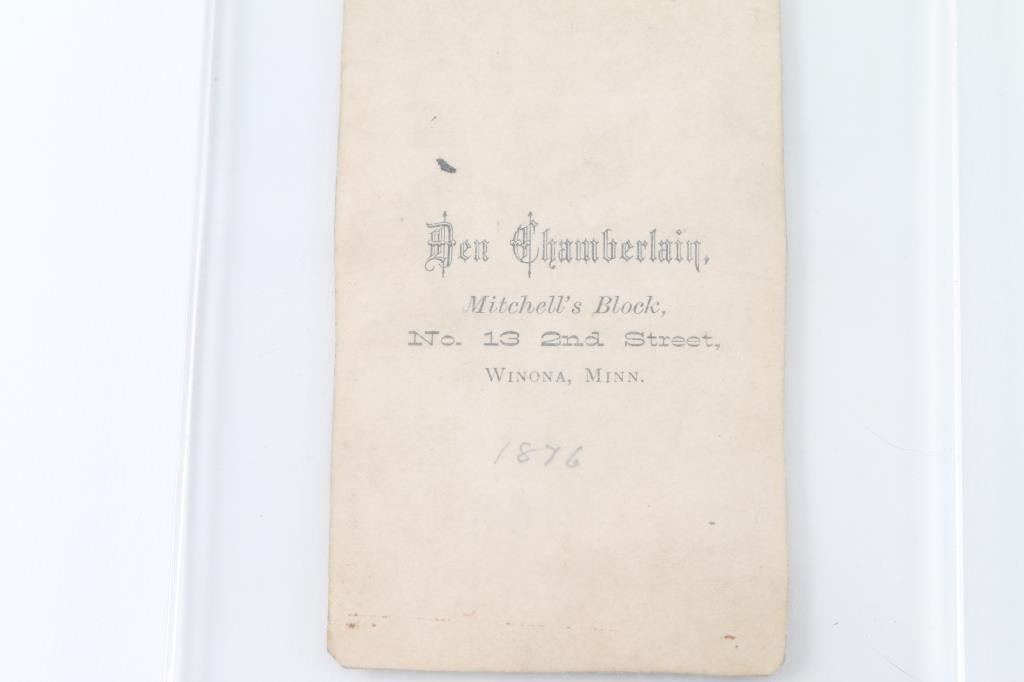 Den Chamberlain,
Mitchell's Block,
No. 13 2nd Street,
Winona, Minn.
1876